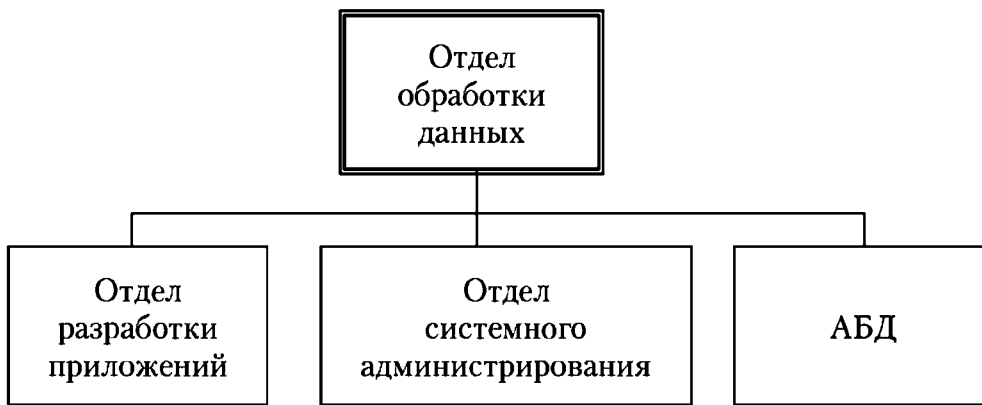 Отдел
обработки
данных
Отдел
разработки
приложений
Отдел
системного
администрирования
АБД